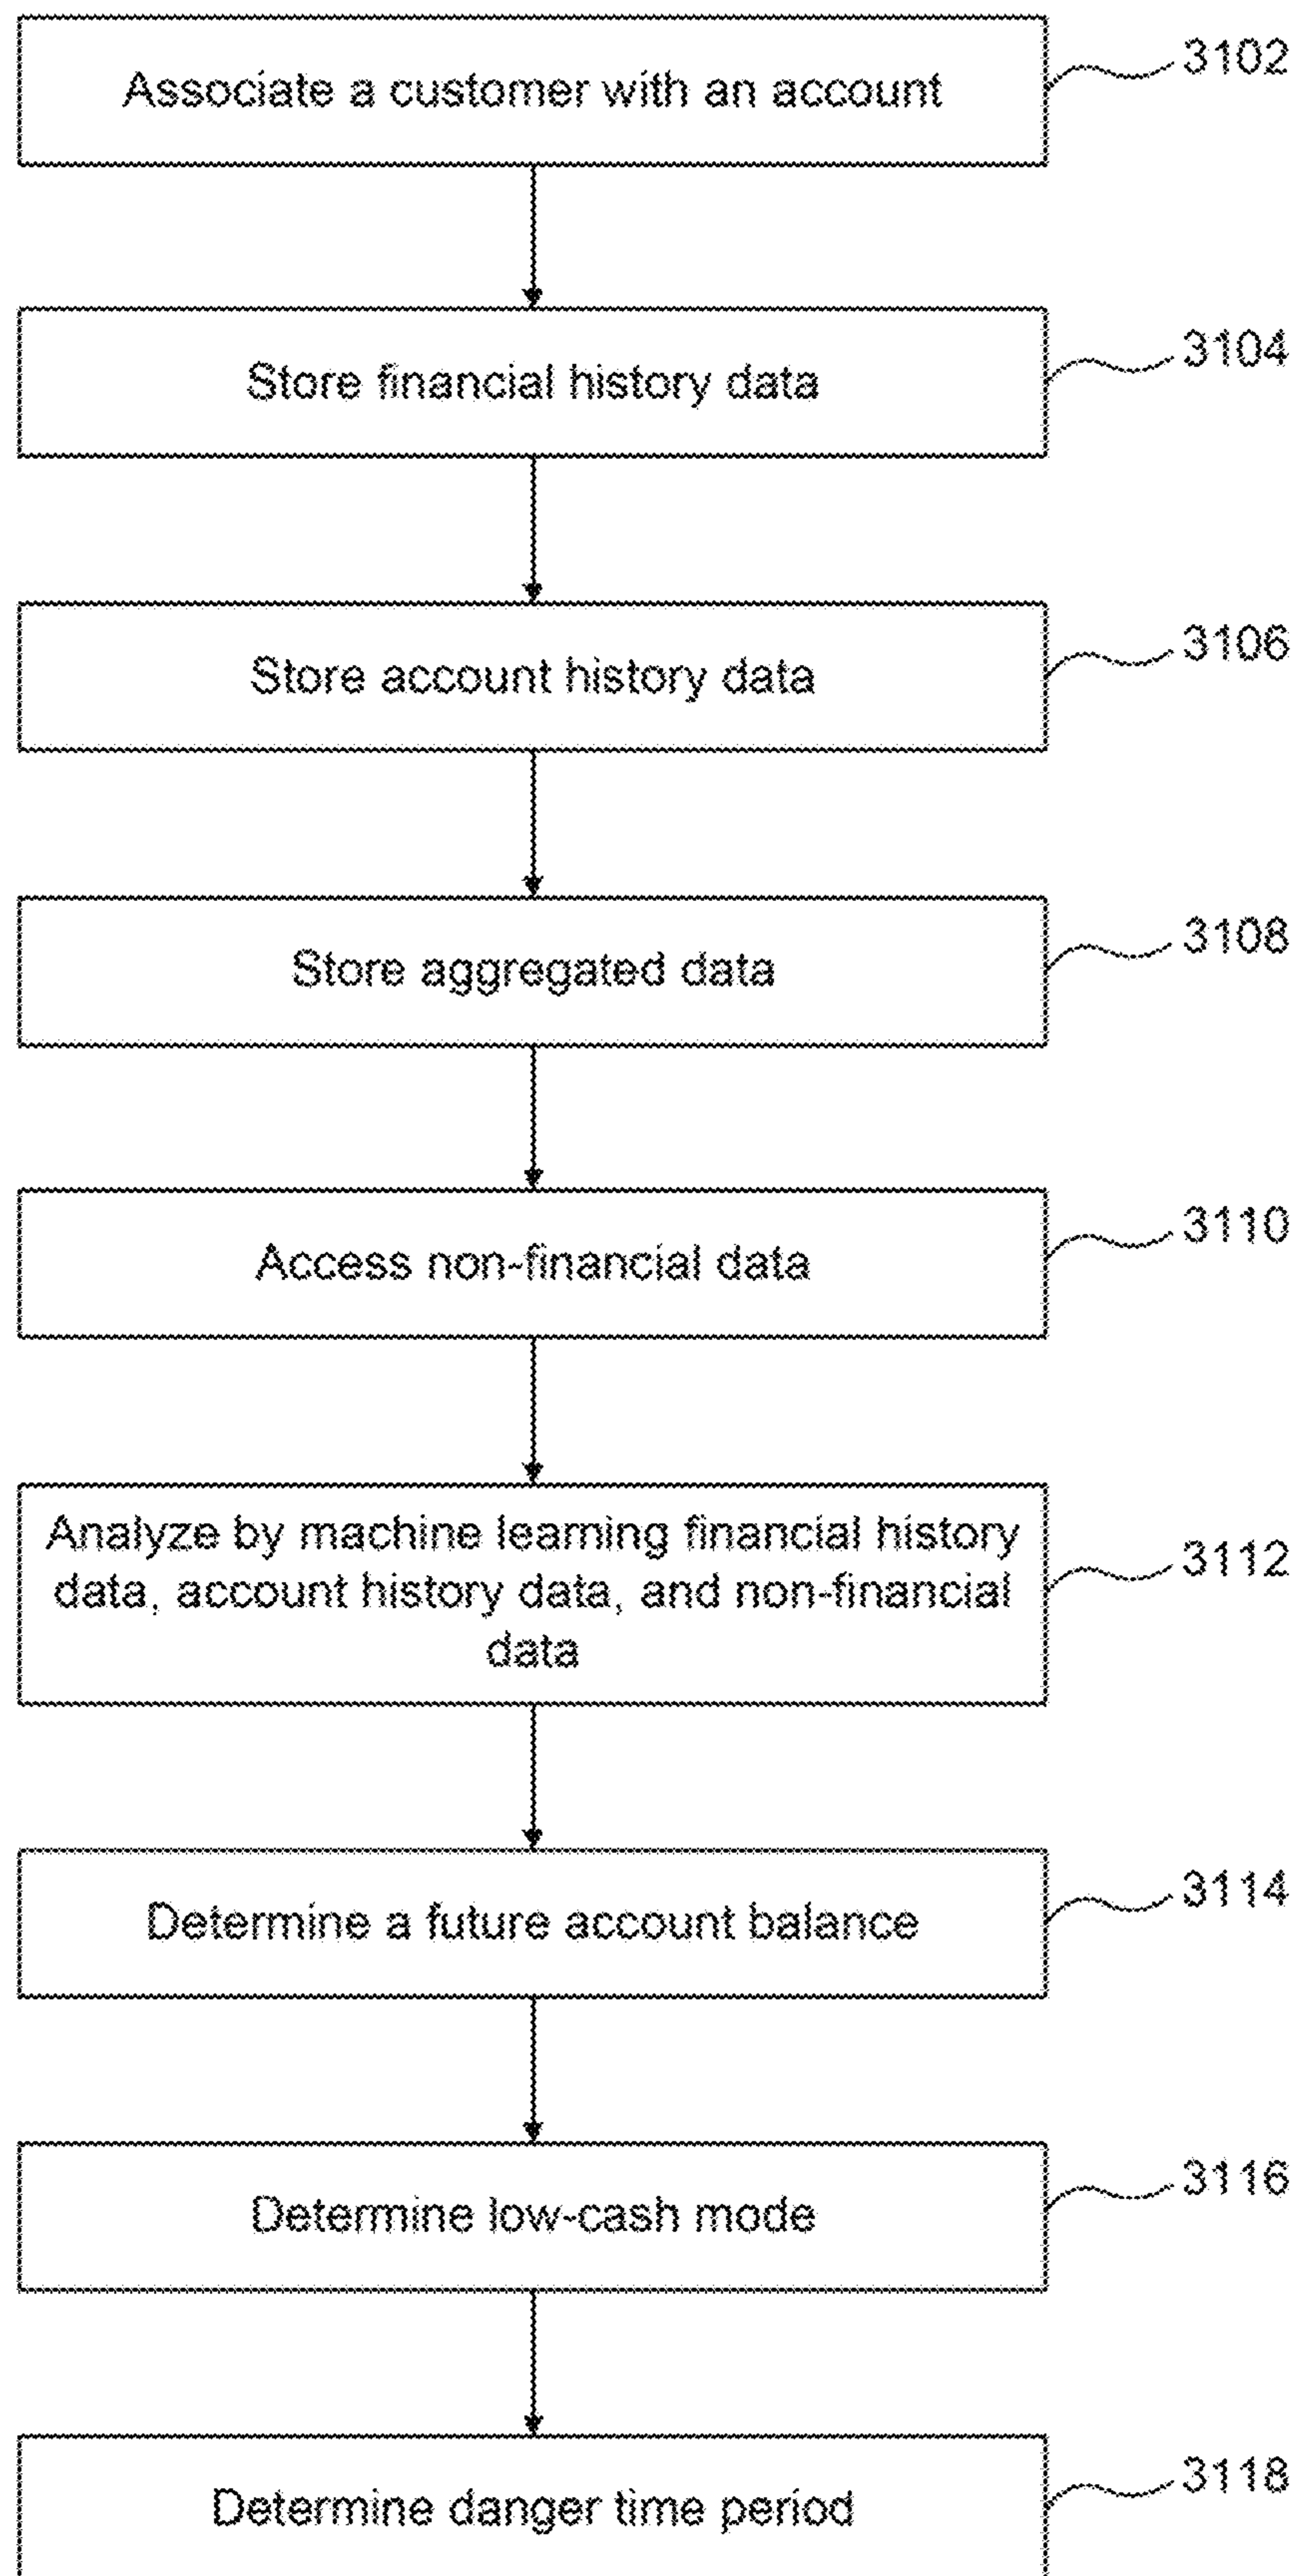 Associate a customer with an account
3102
Store financial history data
3104
Store account history data
3106
Store aggregated data
3108
Access non-financial data
3110
Analyze by machine learning financial history
data, account history data, and non-financial
data
3112
Determine a future account balance
3114
Determine low-cash mode
3116
Determine danger time period
3118